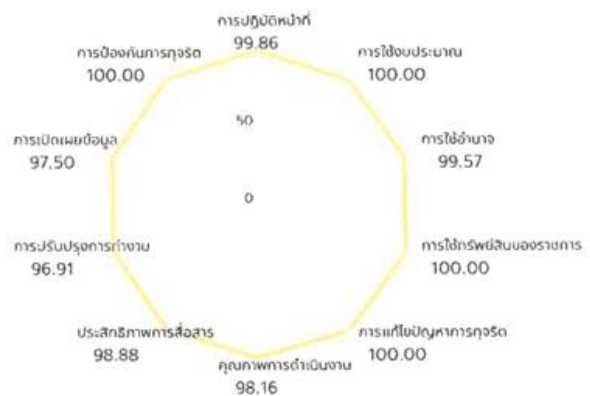 การปฏิบัติหน้าที่
99.86
การใช้งบประมาณ
100.00
การใช้อำนาจ
99.57
การใช้ทรัพย์สินของราชการ
100.00
การแก้ไขปัญหาการทุจริต
100.00
คุณภาพการดำเนินงาน
98.16
ประสิทธิภาพการสื่อสาร
98.88
การปรับปรุงการทำงาน
96.91
การเปิดเผยข้อมูล
97.50
การป้องกันการทุจริต
100.00
50
0